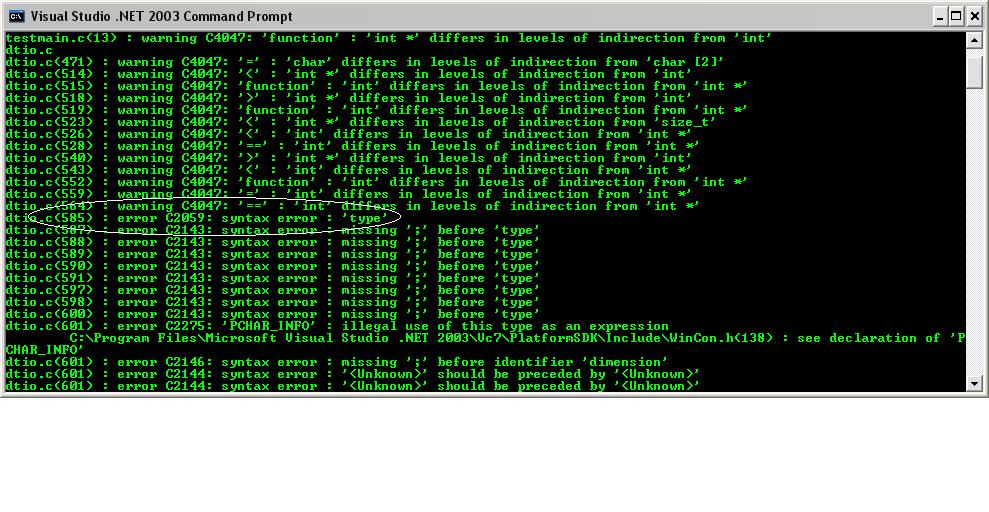 Visual Studio .NET 2003 Command Prompt
testmain.c(13) : warning C4047: 'function' : 'int *' differs in levels of indirection from 'int'
dtio.c
dtio.c(471) : warning C4047: '=' : 'char' differs in levels of indirection from 'char [2]'
dtio.c(514) : warning C4047: '<' : 'int *' differs in levels of indirection from 'int'
dtio.c(515) : warning C4047: 'function' : 'int' differs in levels of indirection from 'int *'
dtio.c(518) : warning C4047: '>' : 'int *' differs in levels of indirection from 'int'
dtio.c(519) : warning C4047: 'function' : 'int' differs in levels of indirection from 'int *'
dtio.c(523) : warning C4047: '<' : 'int *' differs in levels of indirection from 'size_t'
dtio.c(526) : warning C4047: '<' : 'int' differs in levels of indirection from 'int *'
dtio.c(528) : warning C4047: '==' : 'int' differs in levels of indirection from 'int *'
dtio.c(540) : warning C4047: '>' : 'int *' differs in levels of indirection from 'int'
dtio.c(543) : warning C4047: '<' : 'int' differs in levels of indirection from 'int *'
dtio.c(552) : warning C4047: 'function' : 'int' differs in levels of indirection from 'int *'
dtio.c(559) : warning C4047: '=' : 'int' differs in levels of indirection from 'int *'
dtio.c(564) : warning C4047: '==' : 'int' differs in levels of indirection from 'int *'
dtio.c(585) : error C2059: syntax error : 'type'
dtio.c(587) : error C2143: syntax error : missing ';' before 'type'
dtio.c(588) : error C2143: syntax error : missing ';' before 'type'
dtio.c(589) : error C2143: syntax error : missing ';' before 'type'
dtio.c(590) : error C2143: syntax error : missing ';' before 'type'
dtio.c(591) : error C2143: syntax error : missing ';' before 'type'
dtio.c(597) : error C2143: syntax error : missing ';' before 'type'
dtio.c(598) : error C2143: syntax error : missing ';' before 'type'
dtio.c(600) : error C2143: syntax error : missing ';' before 'type'
dtio.c(601) : error C2275: 'PCHAR_INFO' : illegal use of this type as an expression
C:\Program Files\Microsoft Visual Studio .NET 2003\Vc7\PlatformSDK\Include\WinCon.h(138) : see declaration of 'P
CHAR_INFO'
dtio.c(601) : error C2146: syntax error : missing ';' before identifier 'dimension'
dtio.c(601) : error C2144: syntax error : '<Unknown>' should be preceded by '<Unknown>'
dtio.c(601) : error C2144: syntax error : '<Unknown>' should be preceded by '<Unknown>'